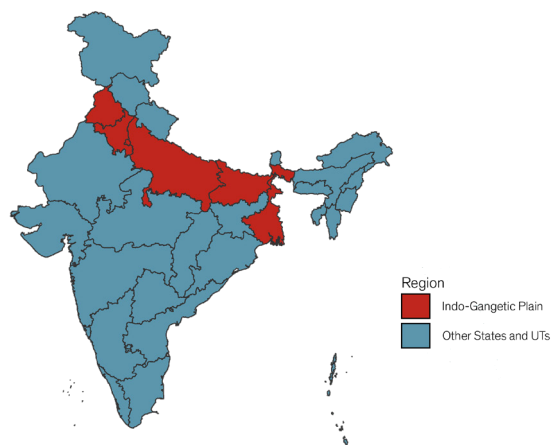 Region
Indo-Gangetic Plain
Other States and UTs